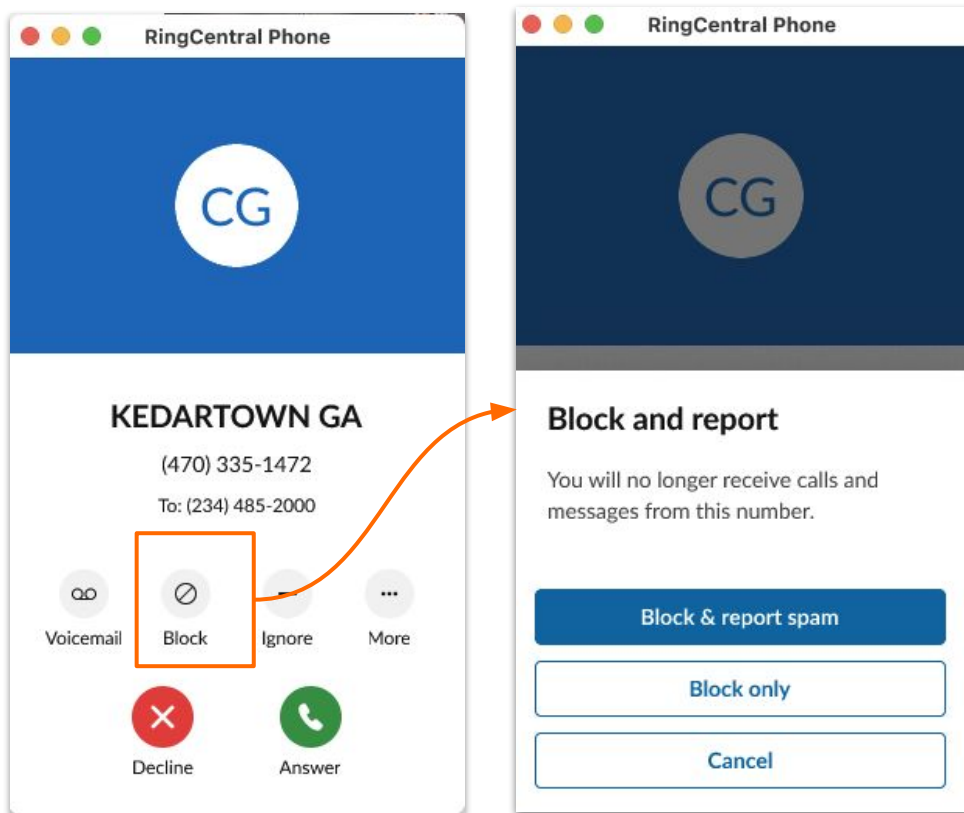 RingCentral Phone
CG
KEDARTOWN GA
(470) 335-1472
To: (234) 485-2000
Voicemail Block Ignore More
Decline Answer
RingCentral Phone
CG
Block and report
You will no longer receive calls and
messages from this number.
Block & report spam
Block only
Cancel